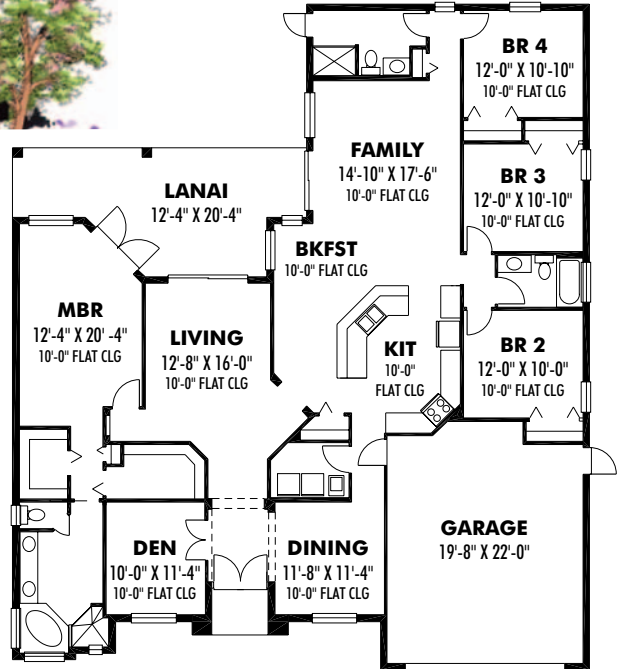 BR 4
12'-0" X 10'-10"
10'-0" FLAT CLG
FAMILY
14'-10" X 17'-6"
10'-0" FLAT CLG
BR 3
12'-0" X 10'-10"
10'-0" FLAT CLG
LANAI
12'-4" X 20'-4"
BKFST
10'-0" FLAT CLG
MBR
12'-4" X 20' -4"
10'-0" FLAT CLG
LIVING
12'-8" X 16'-0"
10'-0" FLAT CLG
KIT
10'-0"
FLAT CLG
BR 2
12'-0" X 10'-0"
10'-0" FLAT CLG
GARAGE
19'-8" X 22'-0"
DEN
10'-0" X 11'-4"
10'-0" FLAT CLG
DINING
11'-8" X 11'-4"
10'-0" FLAT CLG